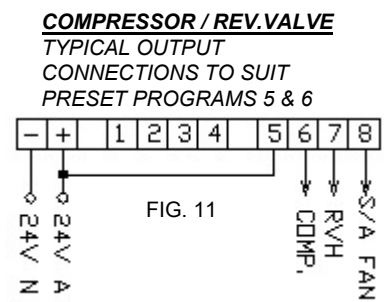 COMPRESSOR / REV.VALVE
TYPICAL OUTPUT
CONNECTIONS TO SUIT
PRESET PROGRAMS 5 & 6
- + 1 2 3 4 5 6 7 8
FIG. 11
24V N
24V A
COMP.
RVH
S/A FAN